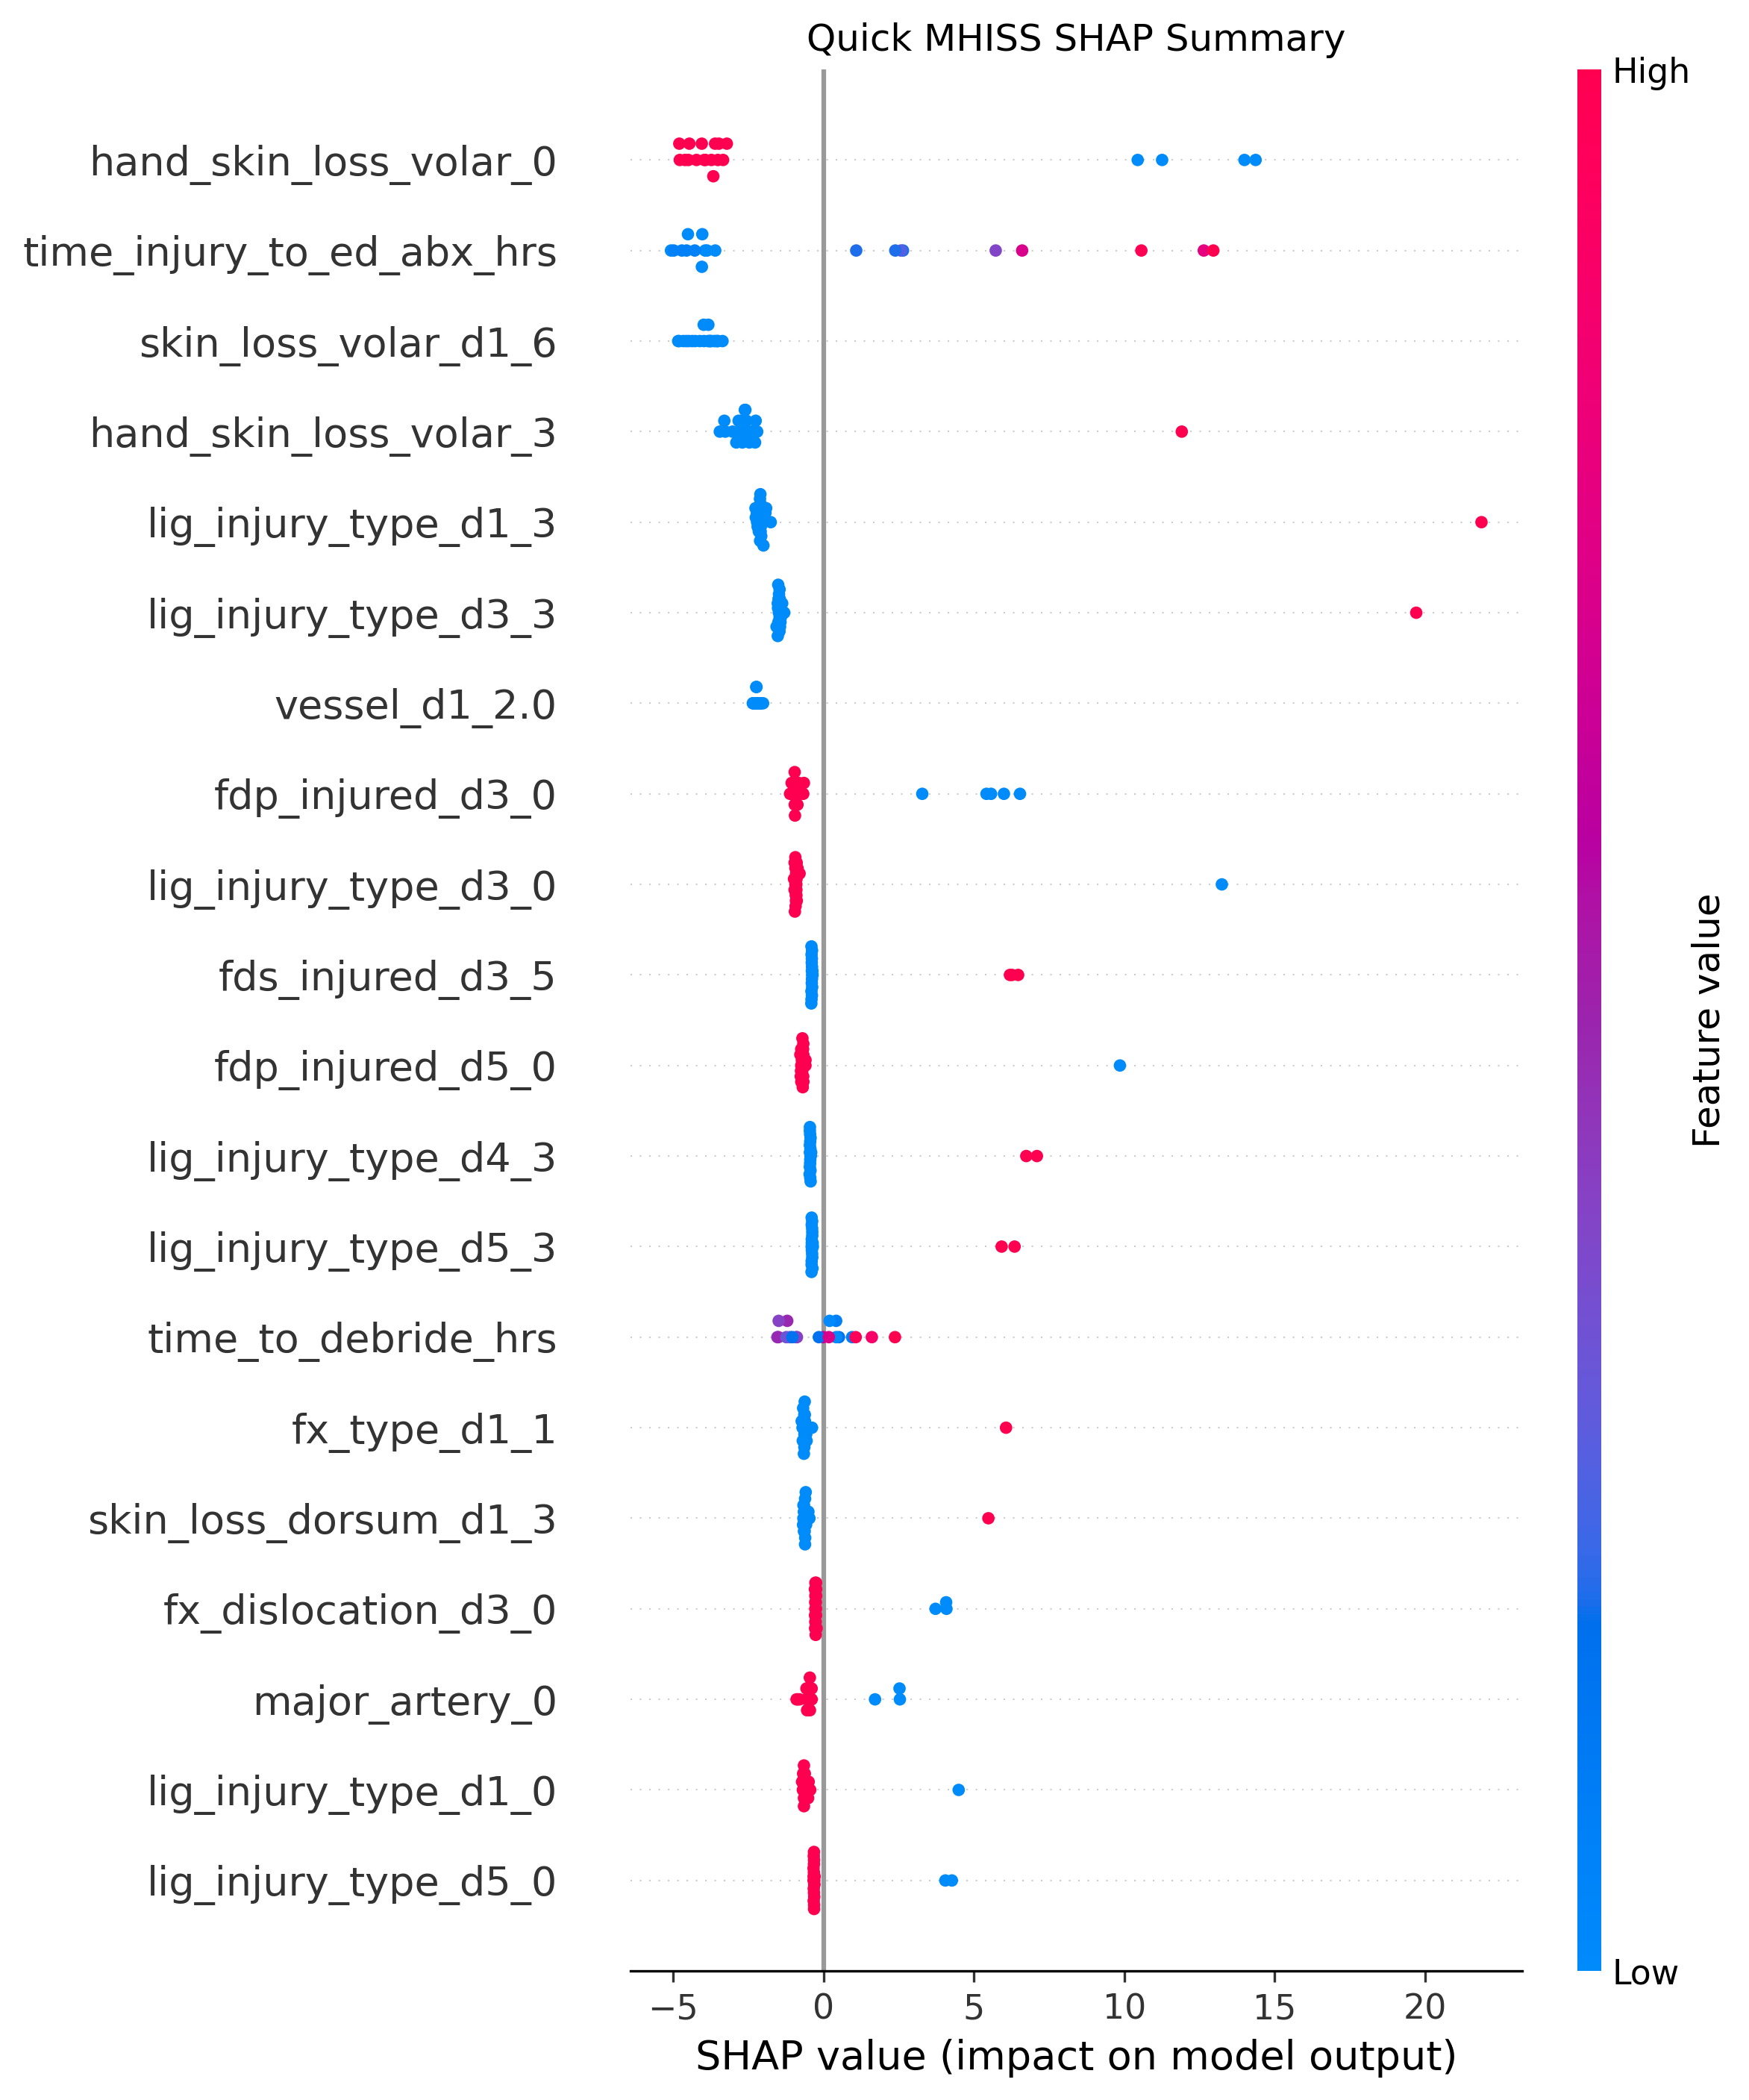 Quick MHISS SHAP Summary
High
hand_skin_loss_volar_0
time_injury_to_ed_abx_hrs
skin_loss_volar_d1_6
hand_skin_loss_volar_3
lig_injury_type_d1_3
lig_injury_type_d3_3
vessel_d1_2.0
fdp_injured_d3_0
lig_injury_type_d3_0
fds_injured_d3_5
fdp_injured_d5_0
lig_injury_type_d4_3
lig_injury_type_d5_3
time_to_debride_hrs
fx_type_d1_1
skin_loss_dorsum_d1_3
fx_dislocation_d3_0
major_artery_0
lig_injury_type_d1_0
lig_injury_type_d5_0
Feature value
Low
−5 0 5 10 15 20
SHAP value (impact on model output)